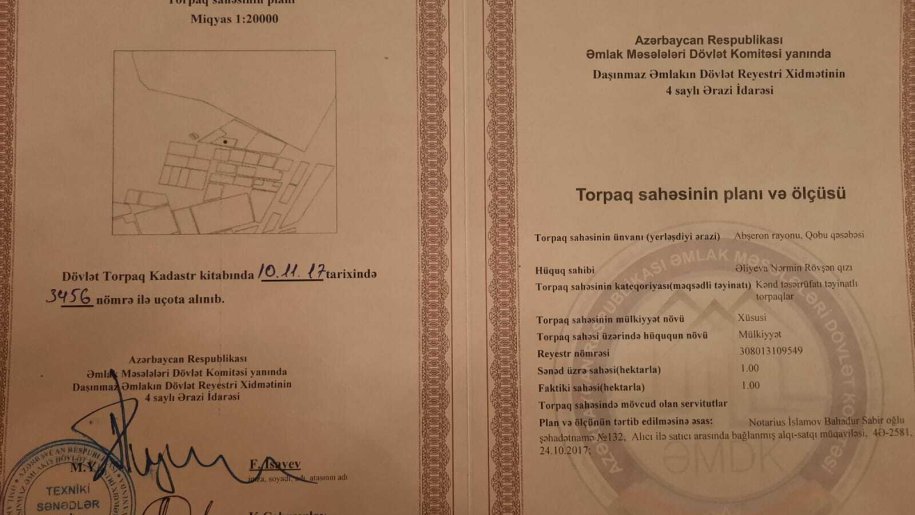 Torpaq sahəsinin planı
Miqyas 1:20000
Dövlət Torpaq Kadastr kitabında 10.11.17 tarixində
3456 nömrə ilə uçota alınıb.
Azərbaycan Respublikası
Əmlak Məsələləri Dövlət Komitəsi yanında
Daşınmaz Əmlakın Dövlət Reyestri Xidmətinin
4 saylı Ərazi İdarəsi
M.Y.
F. İsayev
imza, soyadı, adı, atasının adı
TEXNİKİ
SƏNƏDLƏR
Azərbaycan Respublikası
Əmlak Məsələləri Dövlət Komitəsi yanında
Daşınmaz Əmlakın Dövlət Reyestri Xidmətinin
4 saylı Ərazi İdarəsi
Torpaq sahəsinin planı və ölçüsü
Torpaq sahəsinin ünvanı (yerləşdiyi ərazi) Abşeron rayonu, Qobu qəsəbəsi
Hüquq sahibi Əliyeva Nərmin Rövşən qızı
Torpaq sahəsinin kateqoriyası(məqsədli təyinatı) Kənd təsərrüfatı təyinatlı
torpaqlar
Torpaq sahəsinin mülkiyyət növü Xüsusi
Torpaq sahəsi üzərində hüququn növü Mülkiyyət
Reyestr nömrəsi 308013109549
Sənəd üzrə sahəsi(hektarla) 1.00
Faktiki sahəsi(hektarla) 1.00
Torpaq sahəsində mövcud olan servitutlar
Plan və ölçünün tərtib edilməsinə əsas: Notarius İslamov Bahadur Sabir oğlu
şəhadətnamə №132, Alıcı ilə satıcı arasında bağlanmış alqı-satqı müqaviləsi, 4Ə-2581,
24.10.2017;